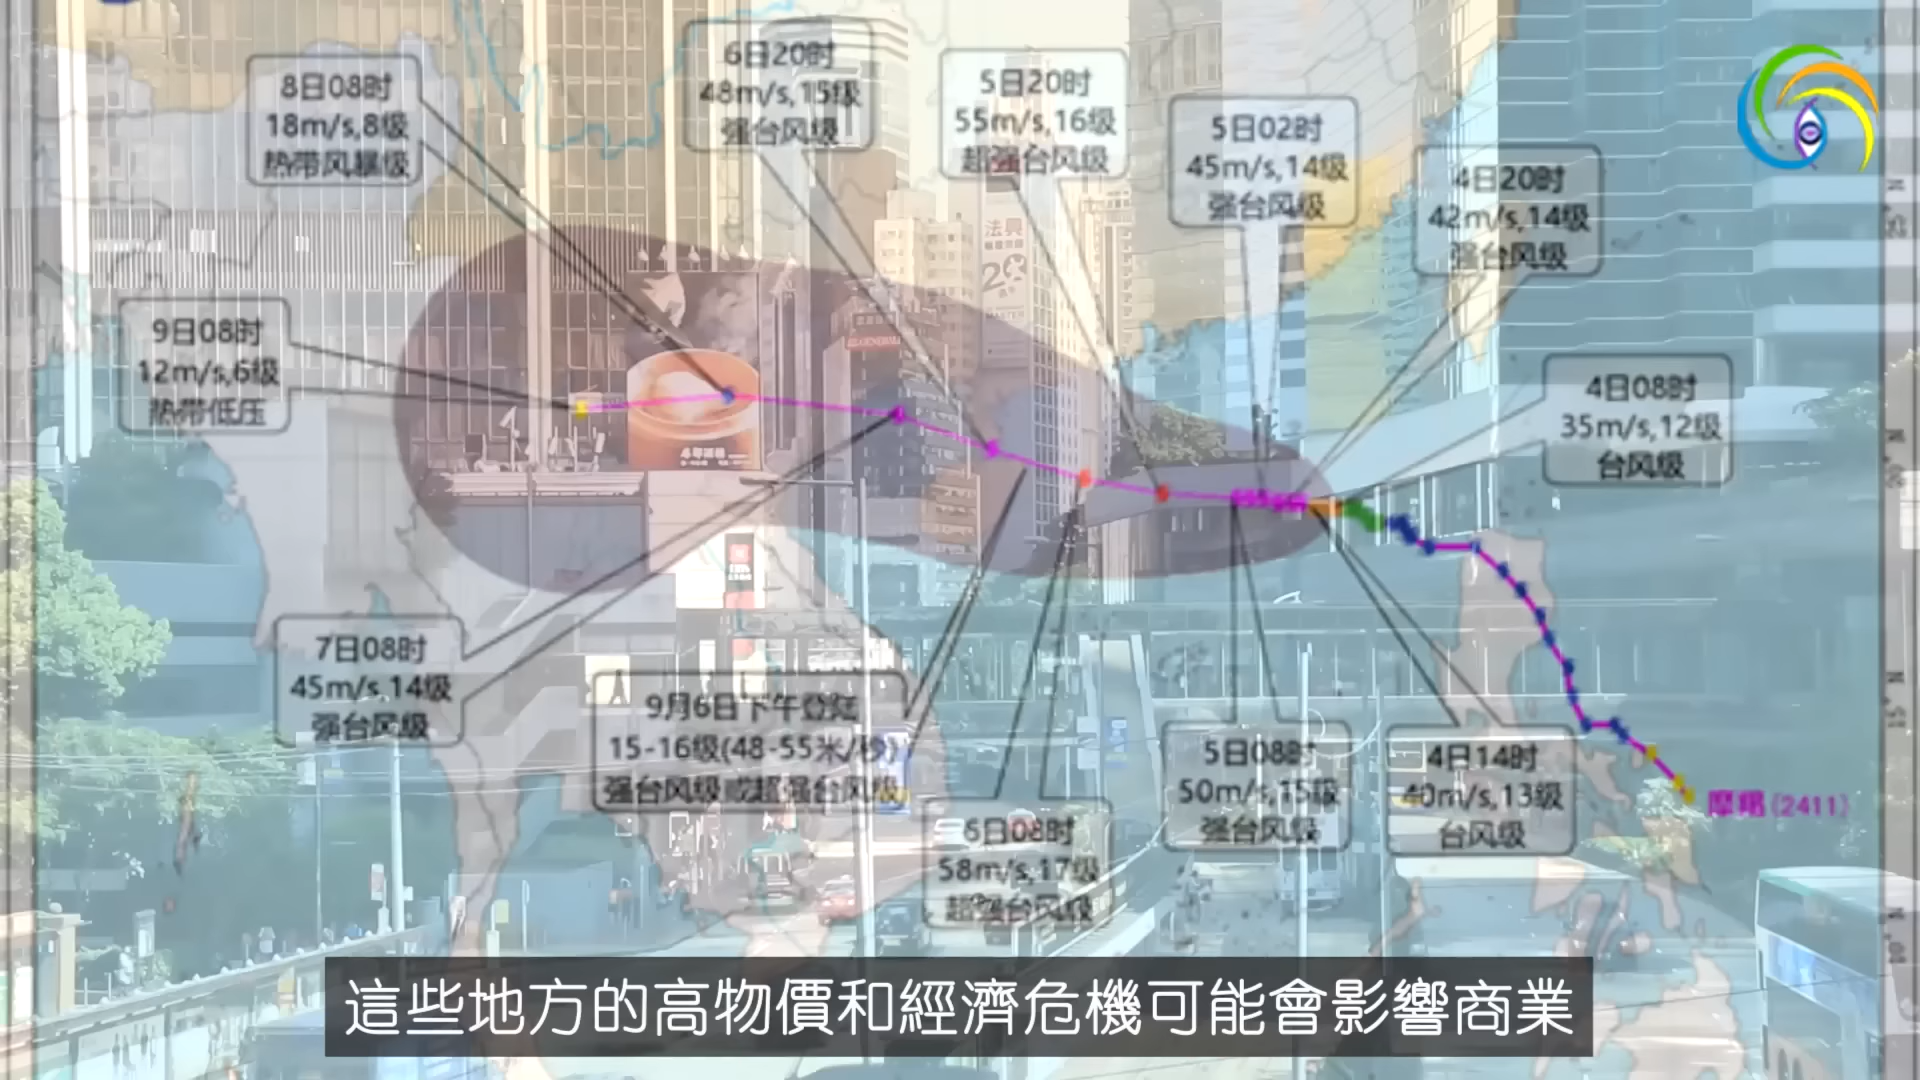 6日20时
48m/s,15级
强台风级
5日20时
55m/s,16级
超强台风级
8日08时
18m/s,8级
热带风暴级
5日02时
45m/s,14级
强台风级
4日20时
42m/s,14级
强台风级
法興
20
9日08时
12m/s,6级
热带低压
4日08时
35m/s,12级
台风级
7日08时
45m/s,14级
强台风级
9月6日下午登陆
15-16级(48-55米/秒)
强台风级或超强台风级
5日08时
50m/s,15级
强台风级
4日14时
40m/s,13级
台风级
摩羯(2411)
6日08时
58m/s,17级
超强台风级
這些地方的高物價和經濟危機可能會影響商業